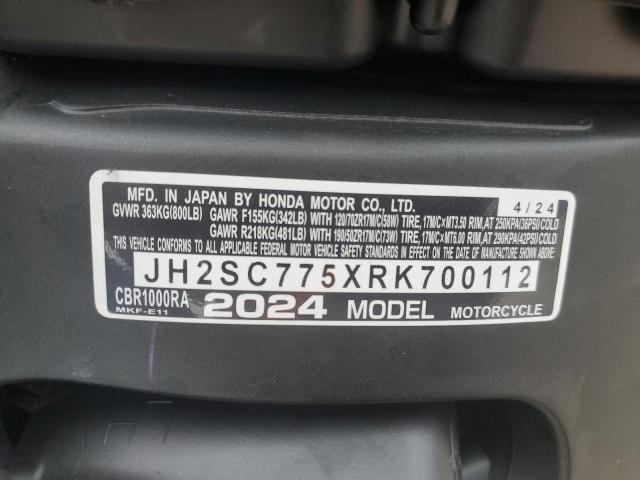 MFD. IN JAPAN BY HONDA MOTOR CO., LTD. 4/24
GVWR 363KG(800LB) GAWR F155KG(342LB) WITH 120/70ZR17M/C(58W) TIRE, 17M/C×MT3.50 RIM, AT 250KPA(36PSI)COLD
GAWR R218KG(481LB) WITH 190/50ZR17M/C(73W) TIRE, 17M/C×MT6.00 RIM, AT 290KPA(42PSI)COLD
THIS VEHICLE CONFORMS TO ALL APPLICABLE FEDERAL MOTOR VEHICLE SAFETY STANDARDS IN EFFECT ON THE DATE OF
MANUFACTURE SHOWN ABOVE.
JH2SC775XRK700112
CBR1000RA 2024 MODEL MOTORCYCLE
MKF-E11